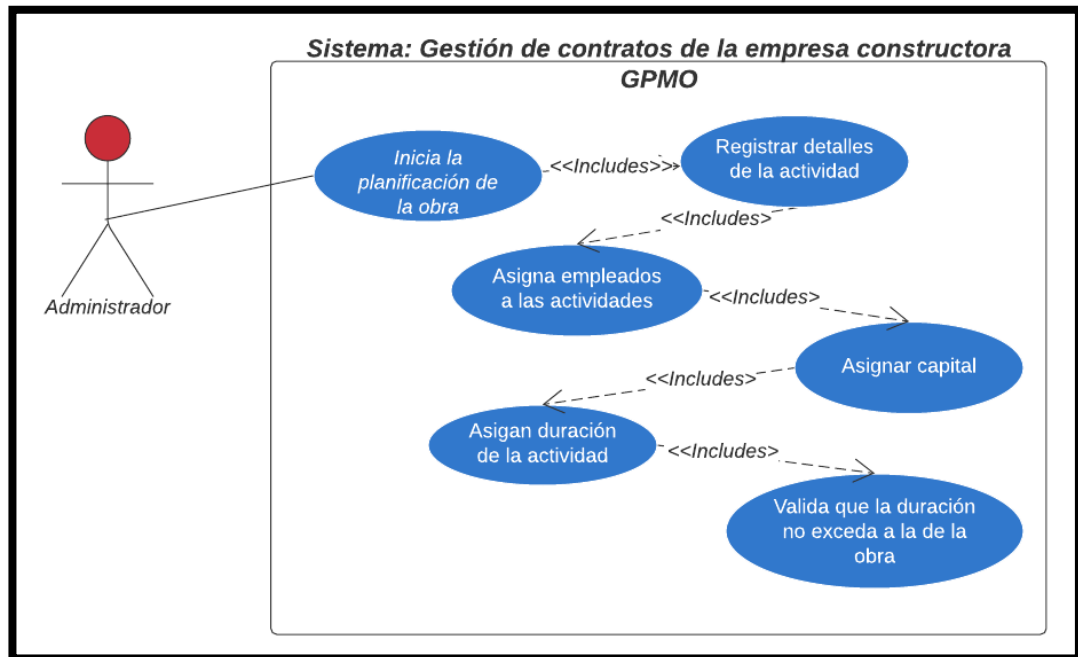 Sistema: Gestión de contratos de la empresa constructora
GPMO
Inicia la
planificación de
la obra
<<Includes>>
Registrar detalles
de la actividad
<<Includes>
Asigna empleados
a las actividades
<<Includes>
Administrador
Asignar capital
<<Includes>
Asigan duración
de la actividad
<<Includes>
Valida que la duración
no exceda a la de la
obra